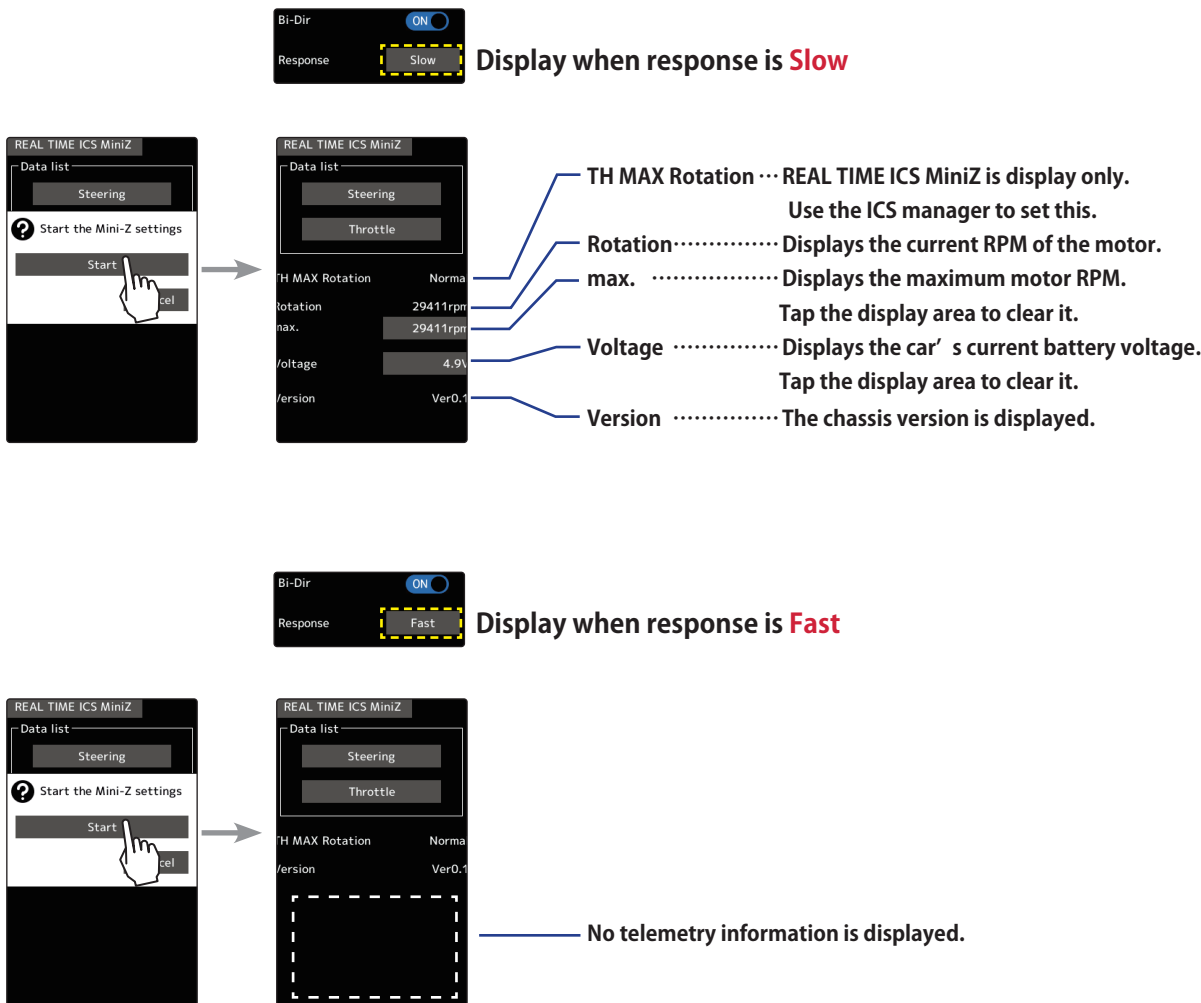 Bi-Dir ON
Response Slow
Display when response is Slow
REAL TIME ICS MiniZ
Data list
Steering
? Start the Mini-Z settings
Start
cel
REAL TIME ICS MiniZ
Data list
Steering
Throttle
TH MAX Rotation Norma
Rotation 29411rpm
max. 29411rpm
Voltage 4.9V
Version Ver0.1
TH MAX Rotation ··· REAL TIME ICS MiniZ is display only.
Use the ICS manager to set this.
Rotation ··············· Displays the current RPM of the motor.
max. ·················· Displays the maximum motor RPM.
Tap the display area to clear it.
Voltage ··············· Displays the car’ s current battery voltage.
Tap the display area to clear it.
Version ··············· The chassis version is displayed.
Bi-Dir ON
Response Fast
Display when response is Fast
REAL TIME ICS MiniZ
Data list
Steering
? Start the Mini-Z settings
Start
cel
REAL TIME ICS MiniZ
Data list
Steering
Throttle
TH MAX Rotation Norma
Version Ver0.1
No telemetry information is displayed.